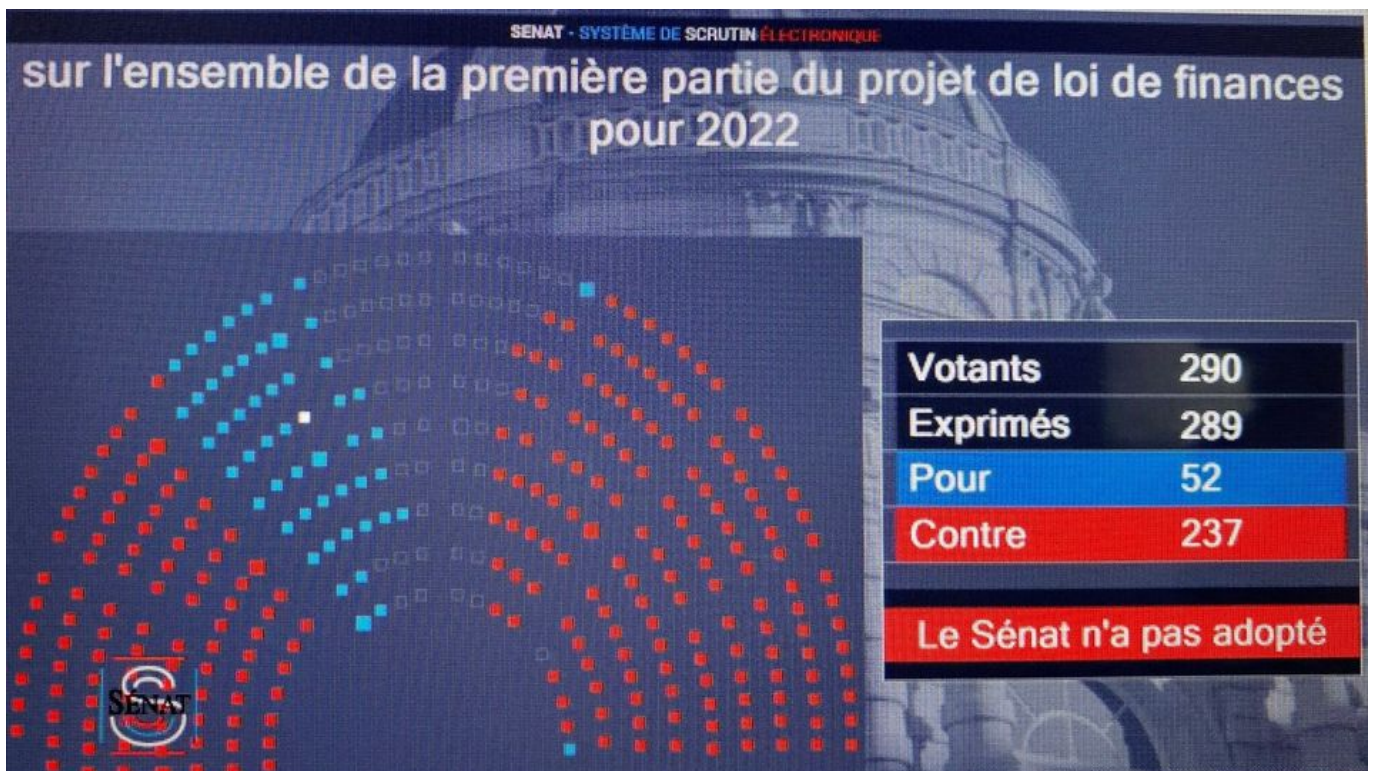 SENAT - SYSTÈME DE SCRUTIN ÉLECTRONIQUE
sur l'ensemble de la première partie du projet de loi de finances
pour 2022
Votants 290
Exprimés 289
Pour 52
Contre 237
Le Sénat n'a pas adopté
SÉNAT